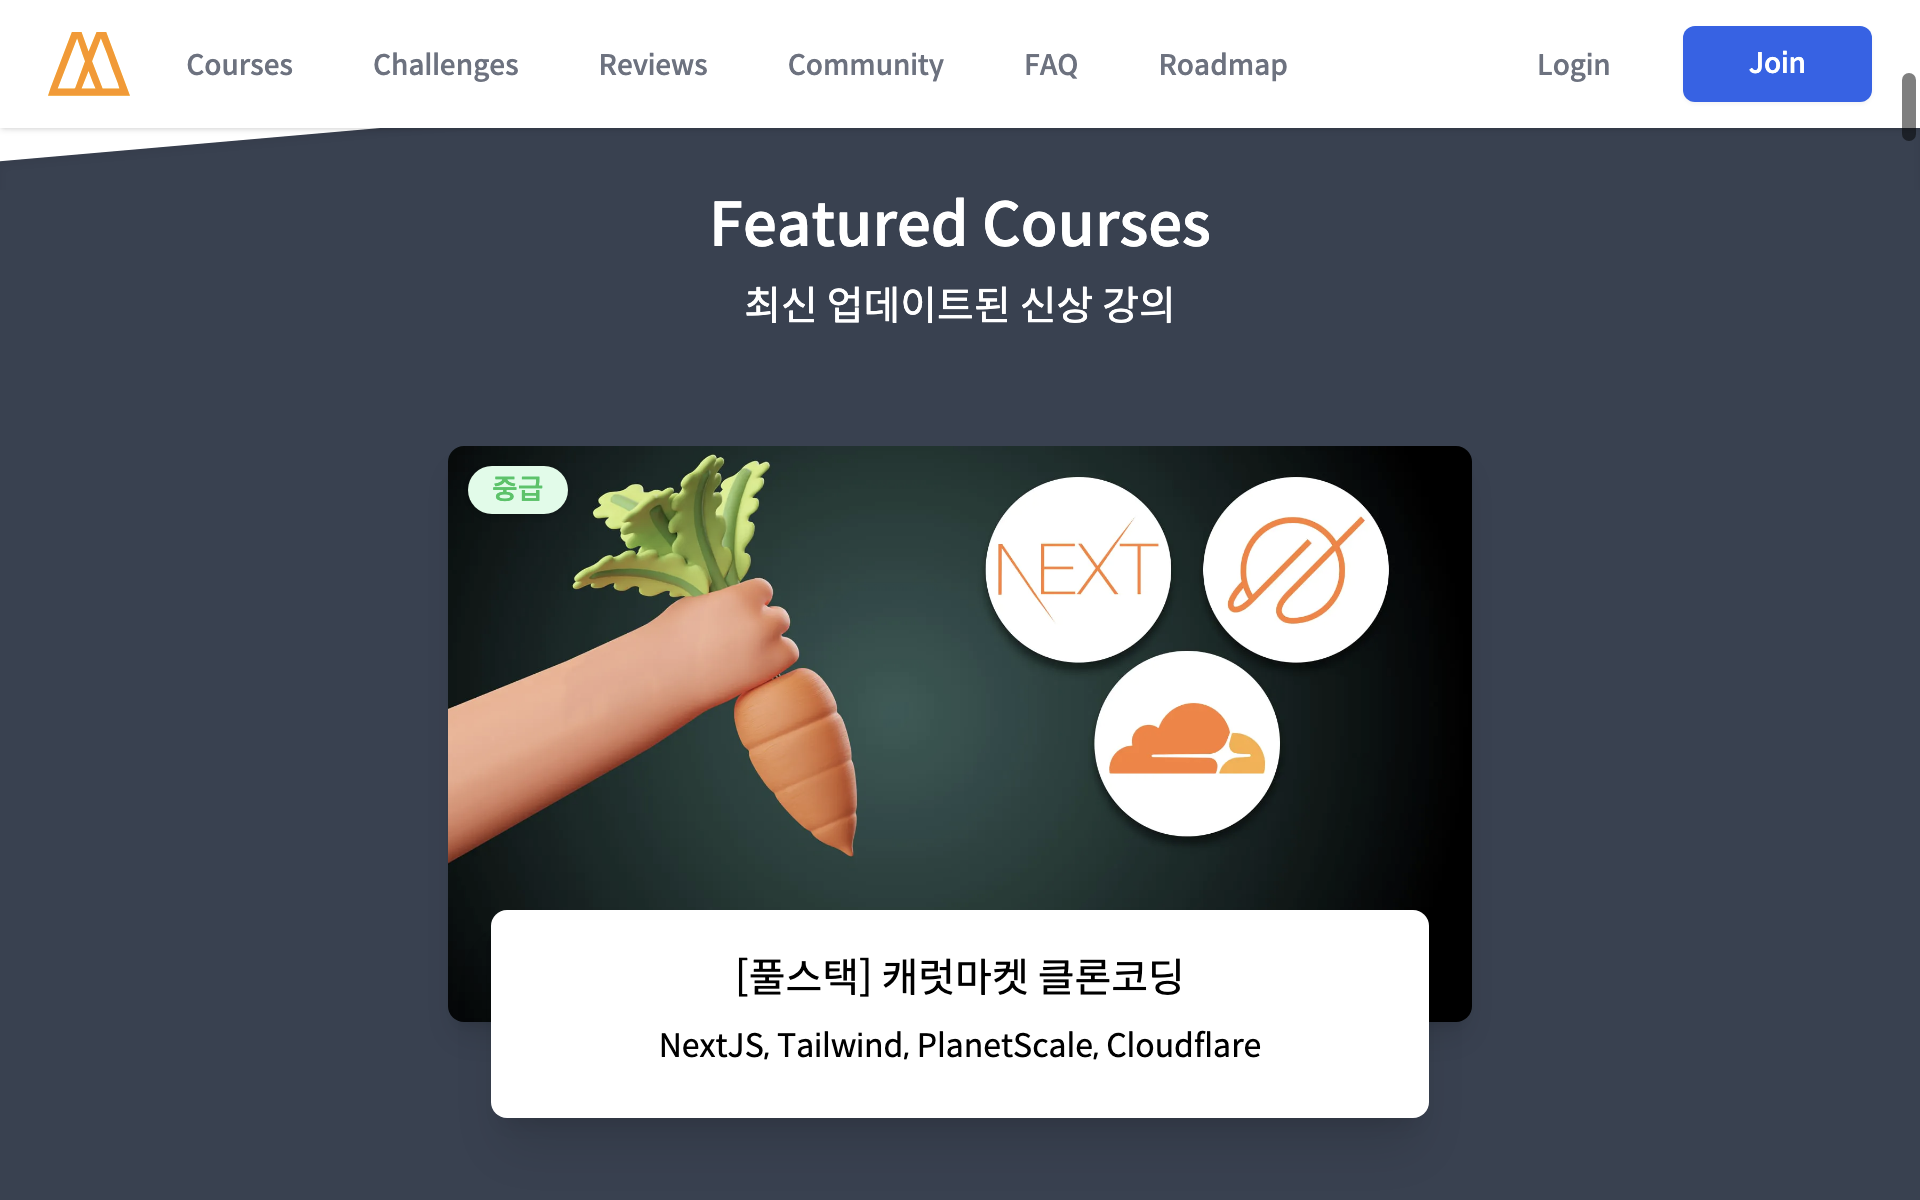 Courses Challenges Reviews Community FAQ Roadmap Login Join
Featured Courses
최신 업데이트된 신상 강의
중급
NEXT
[풀스택] 캐럿마켓 클론코딩
NextJS, Tailwind, PlanetScale, Cloudflare